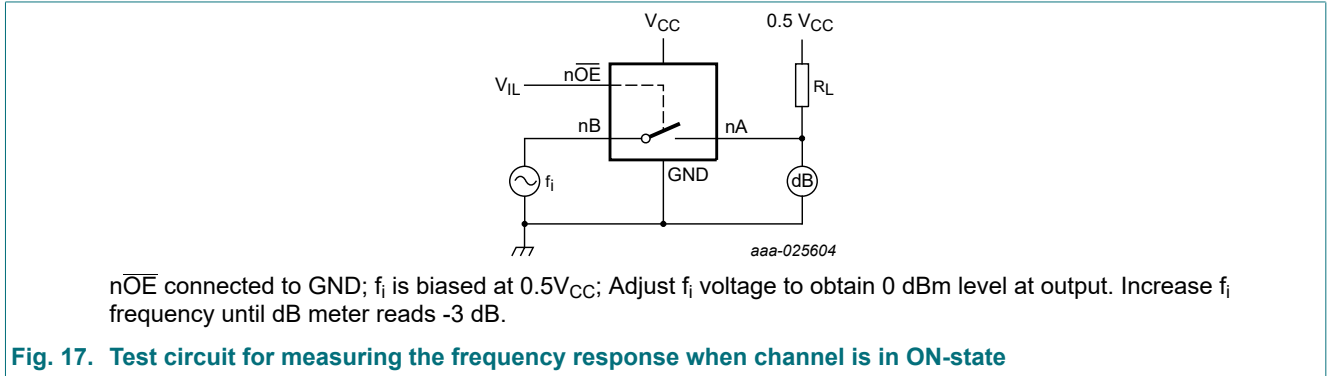 VCC
0.5 VCC
VIL
nOE
RL
nB
nA
fi
GND
dB
aaa-025604
nOE connected to GND; fi is biased at 0.5VCC; Adjust fi voltage to obtain 0 dBm level at output. Increase fi
frequency until dB meter reads -3 dB.
Fig. 17. Test circuit for measuring the frequency response when channel is in ON-state